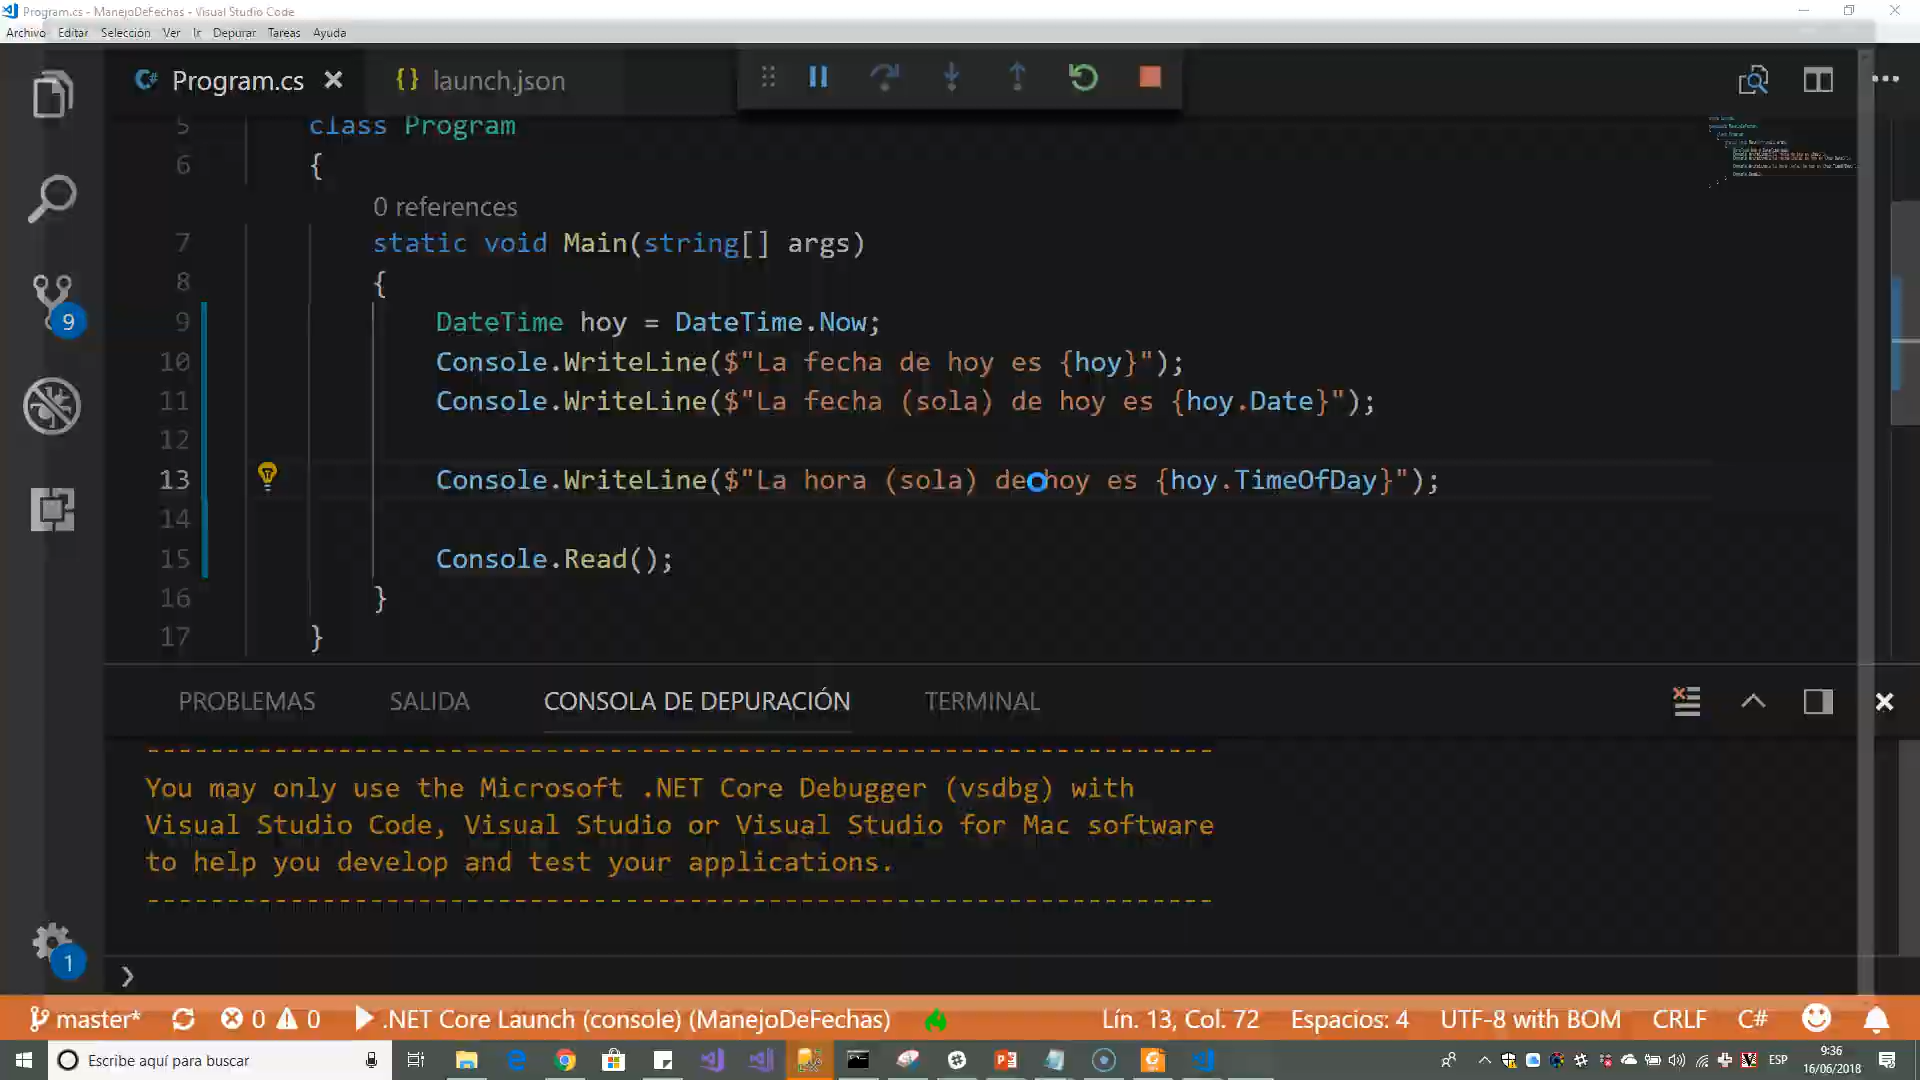 Program.cs - ManejoDeFechas - Visual Studio Code
Archivo Editar Selección Ver Ir Depurar Tareas Ayuda
Program.cs
{} launch.json
5 class Program
6 {
0 references
7 static void Main(string[] args)
8 {
9 DateTime hoy = DateTime.Now;
10 Console.WriteLine($"La fecha de hoy es {hoy}");
11 Console.WriteLine($"La fecha (sola) de hoy es {hoy.Date}");
12
13 Console.WriteLine($"La hora (sola) de hoy es {hoy.TimeOfDay}");
14
15 Console.Read();
16 }
17 }
9
PROBLEMAS SALIDA CONSOLA DE DEPURACIÓN TERMINAL
----------------------------------------------------------------
You may only use the Microsoft .NET Core Debugger (vsdbg) with
Visual Studio Code, Visual Studio or Visual Studio for Mac software
to help you develop and test your applications.
----------------------------------------------------------------
1
master* 0 0 .NET Core Launch (console) (ManejoDeFechas) Lín. 13, Col. 72 Espacios: 4 UTF-8 with BOM CRLF C#
Escribe aquí para buscar
ESP
9:36
16/06/2018